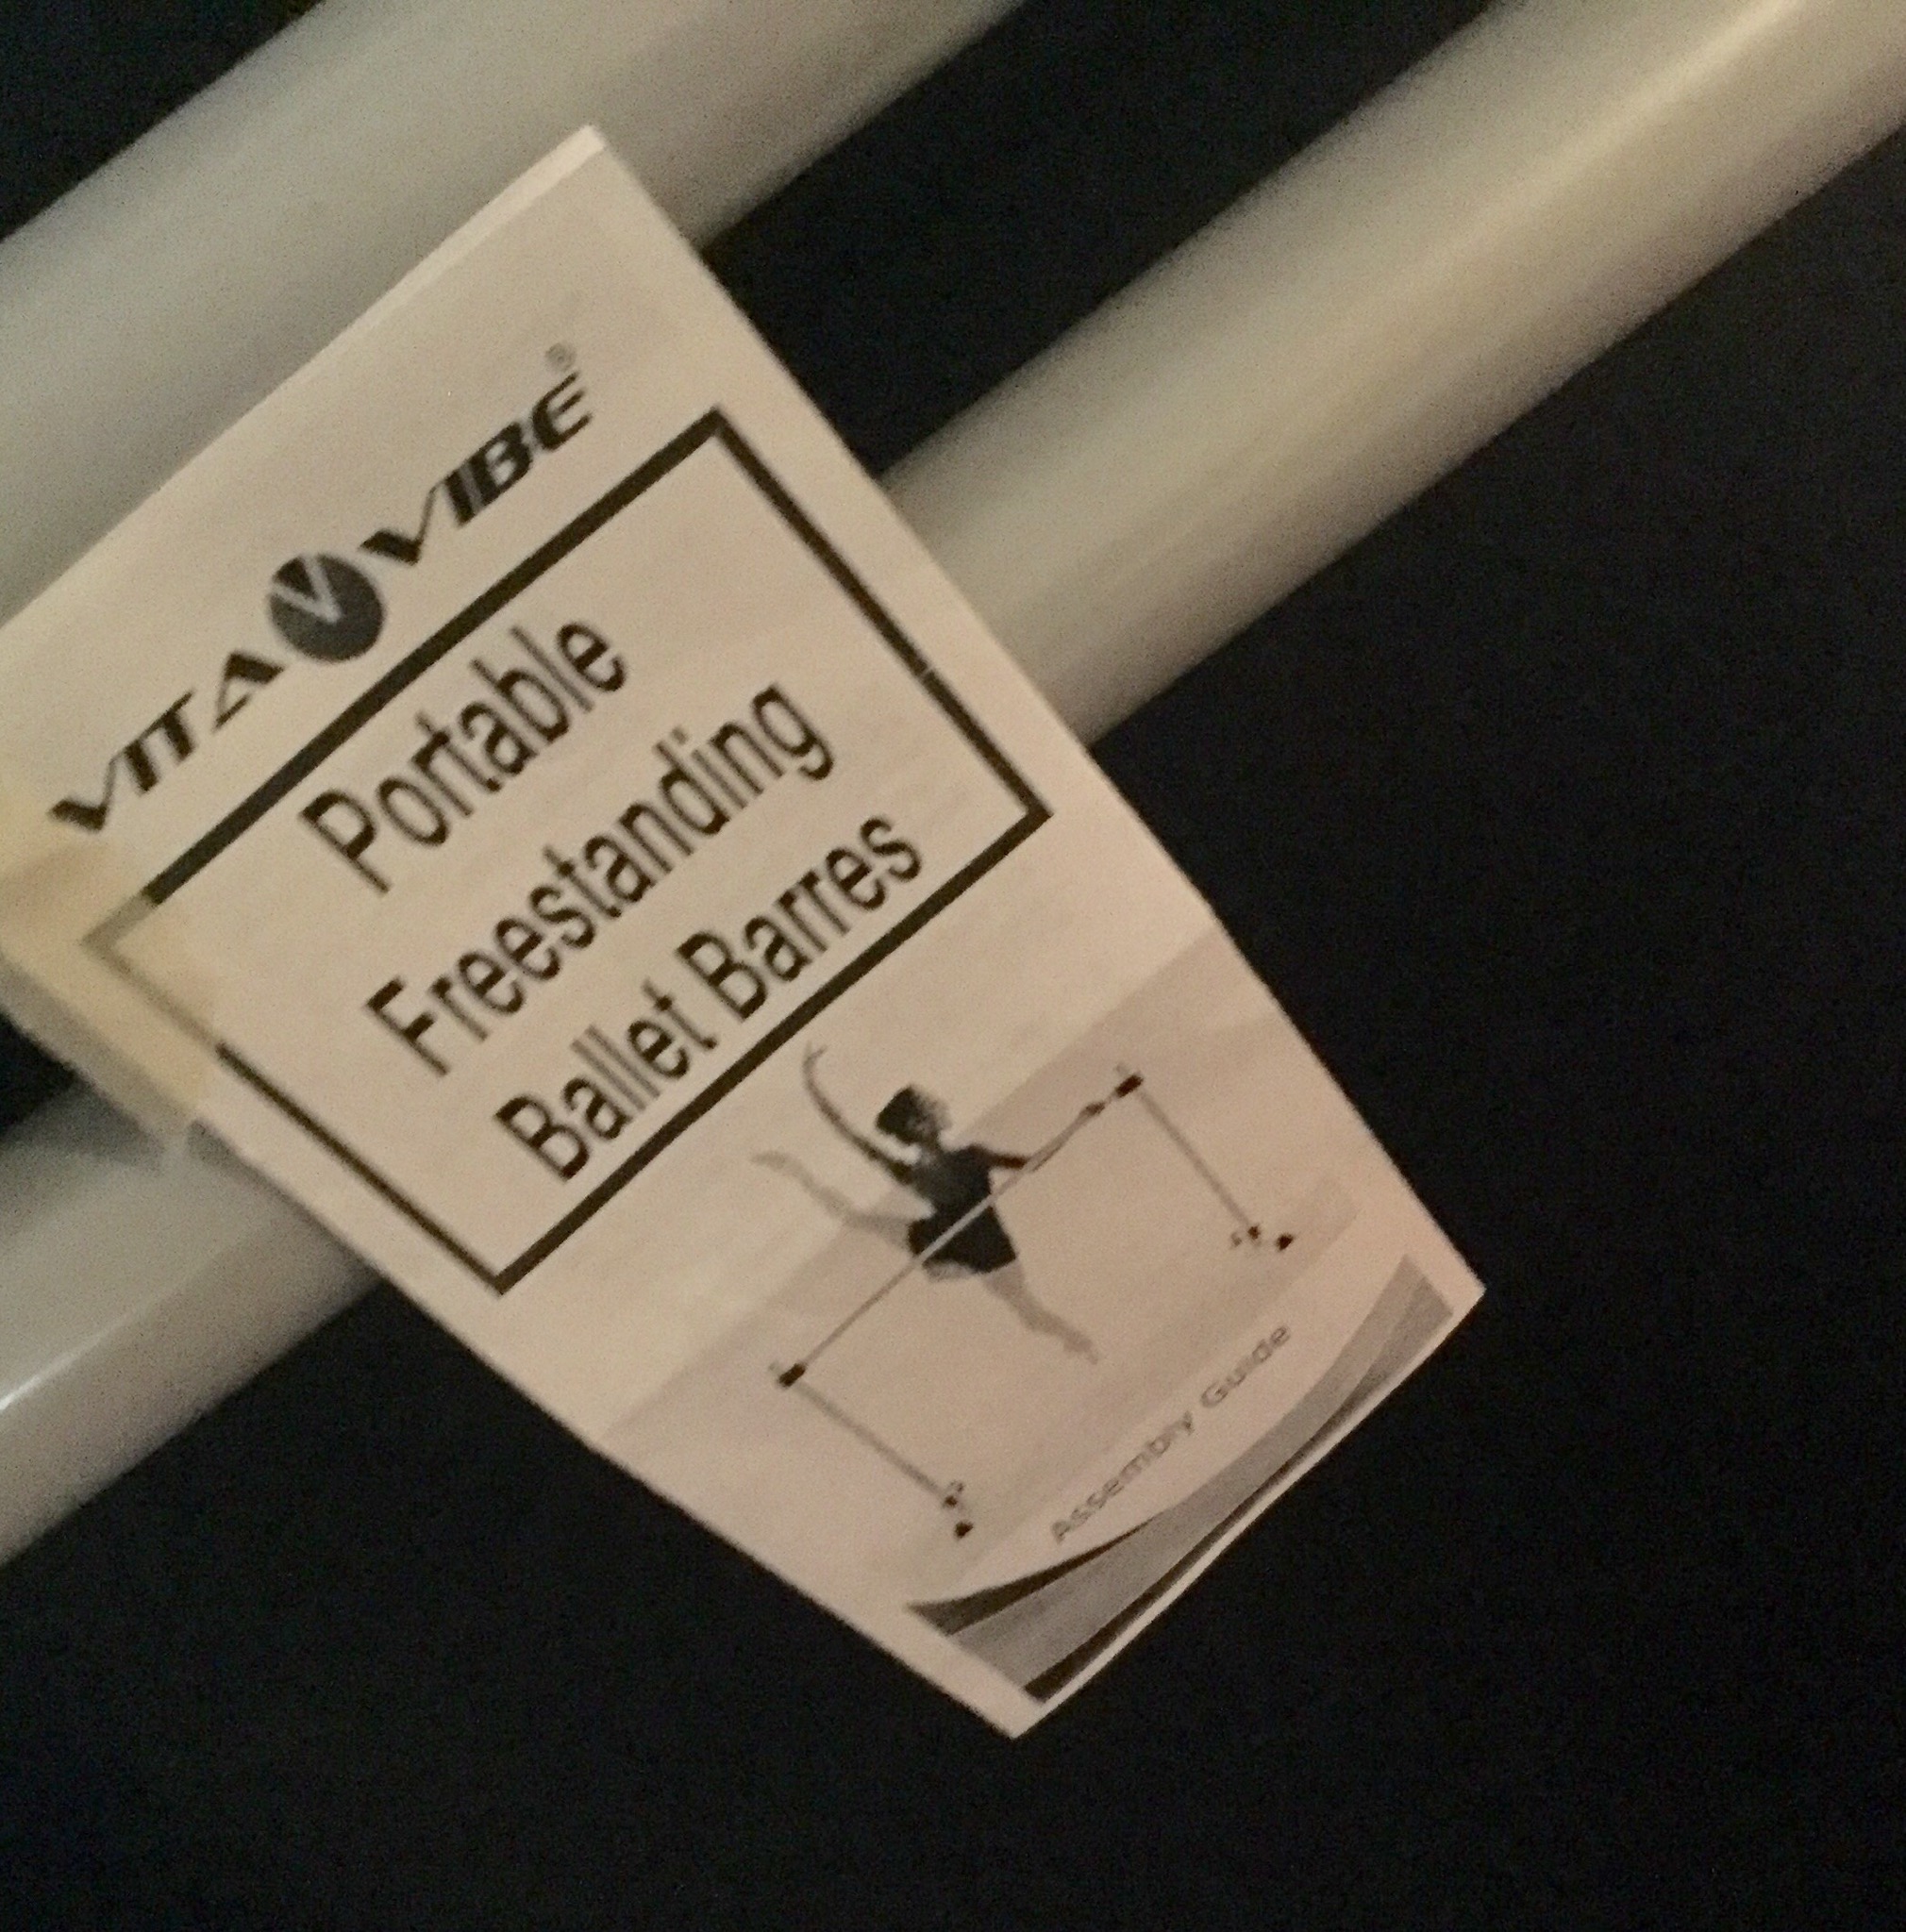 VITA VIBE®
Portable
Freestanding
Ballet Barres
Assembly Guide